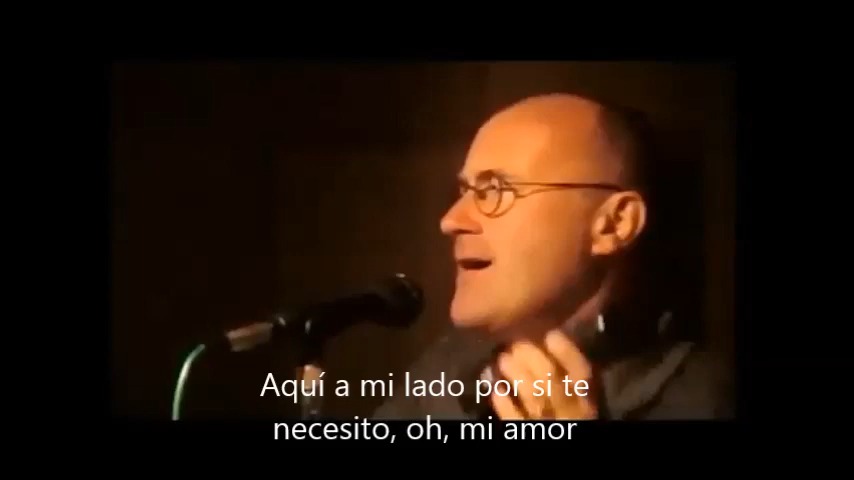 Aquí a mi lado por si te
necesito, oh, mi amor